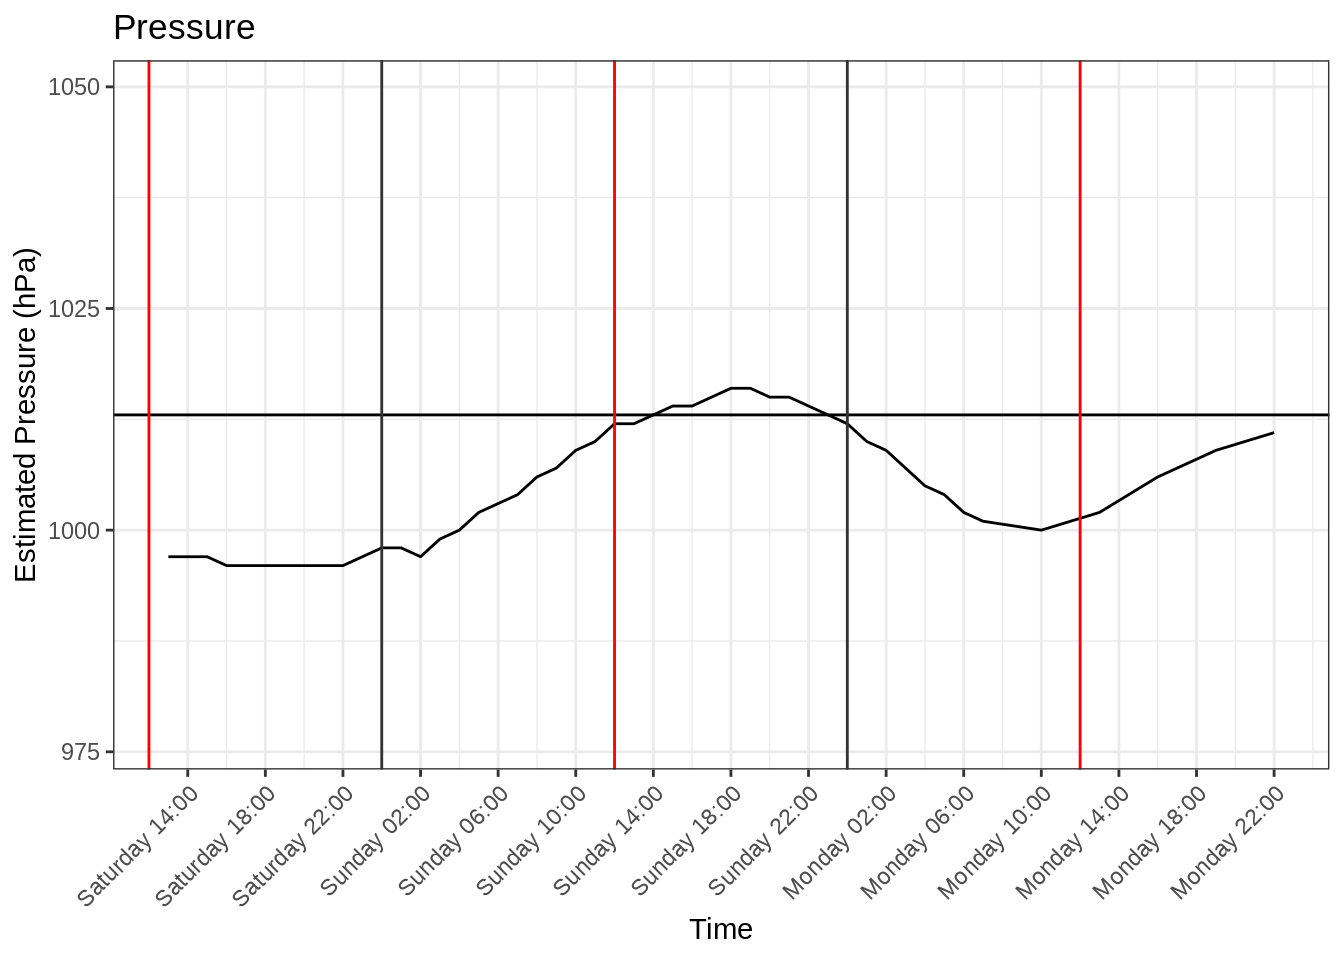 Pressure
Estimated Pressure (hPa)
1050
1025
1000
975
Saturday 14:00
Saturday 18:00
Saturday 22:00
Sunday 02:00
Sunday 06:00
Sunday 10:00
Sunday 14:00
Sunday 18:00
Sunday 22:00
Monday 02:00
Monday 06:00
Monday 10:00
Monday 14:00
Monday 18:00
Monday 22:00
Time